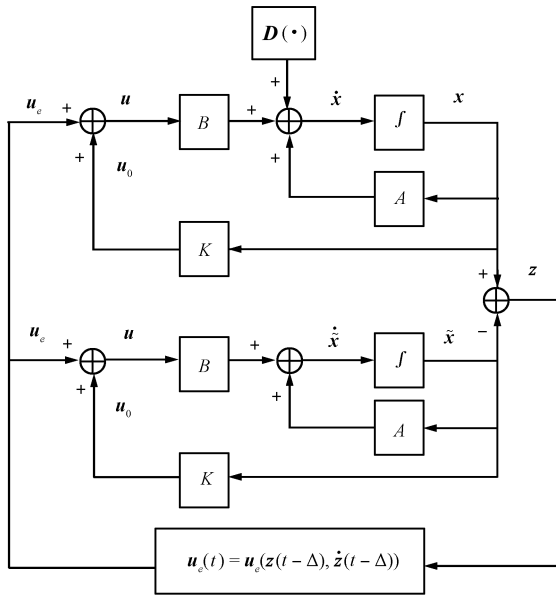 D(·)
u_e + u B + + ẋ ∫ x
+ u_0 + A
K
+ z
u_e + u B + x̃̇ ∫ x̃ −
+ u_0 + A
K
u_e(t) = u_e(z(t − Δ), ż(t − Δ))